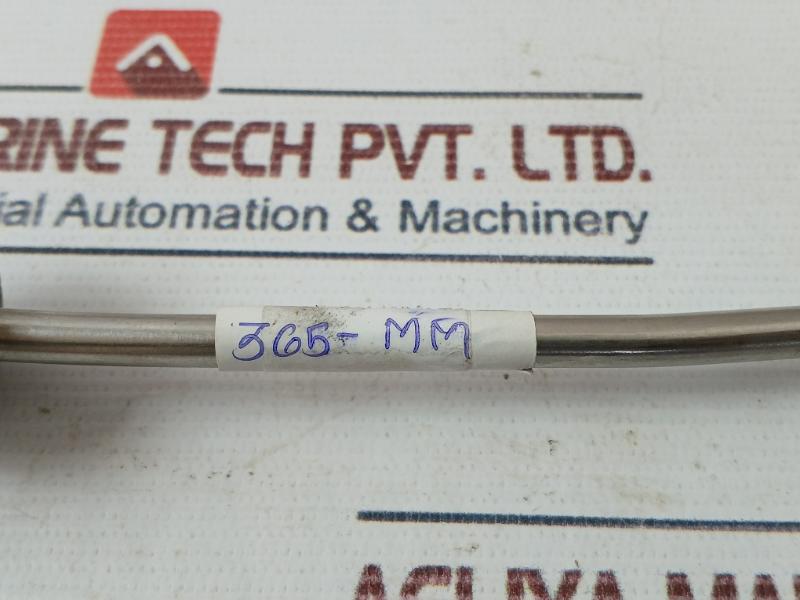 RINE TECH PVT. LTD.
ial Automation & Machinery
365-MM